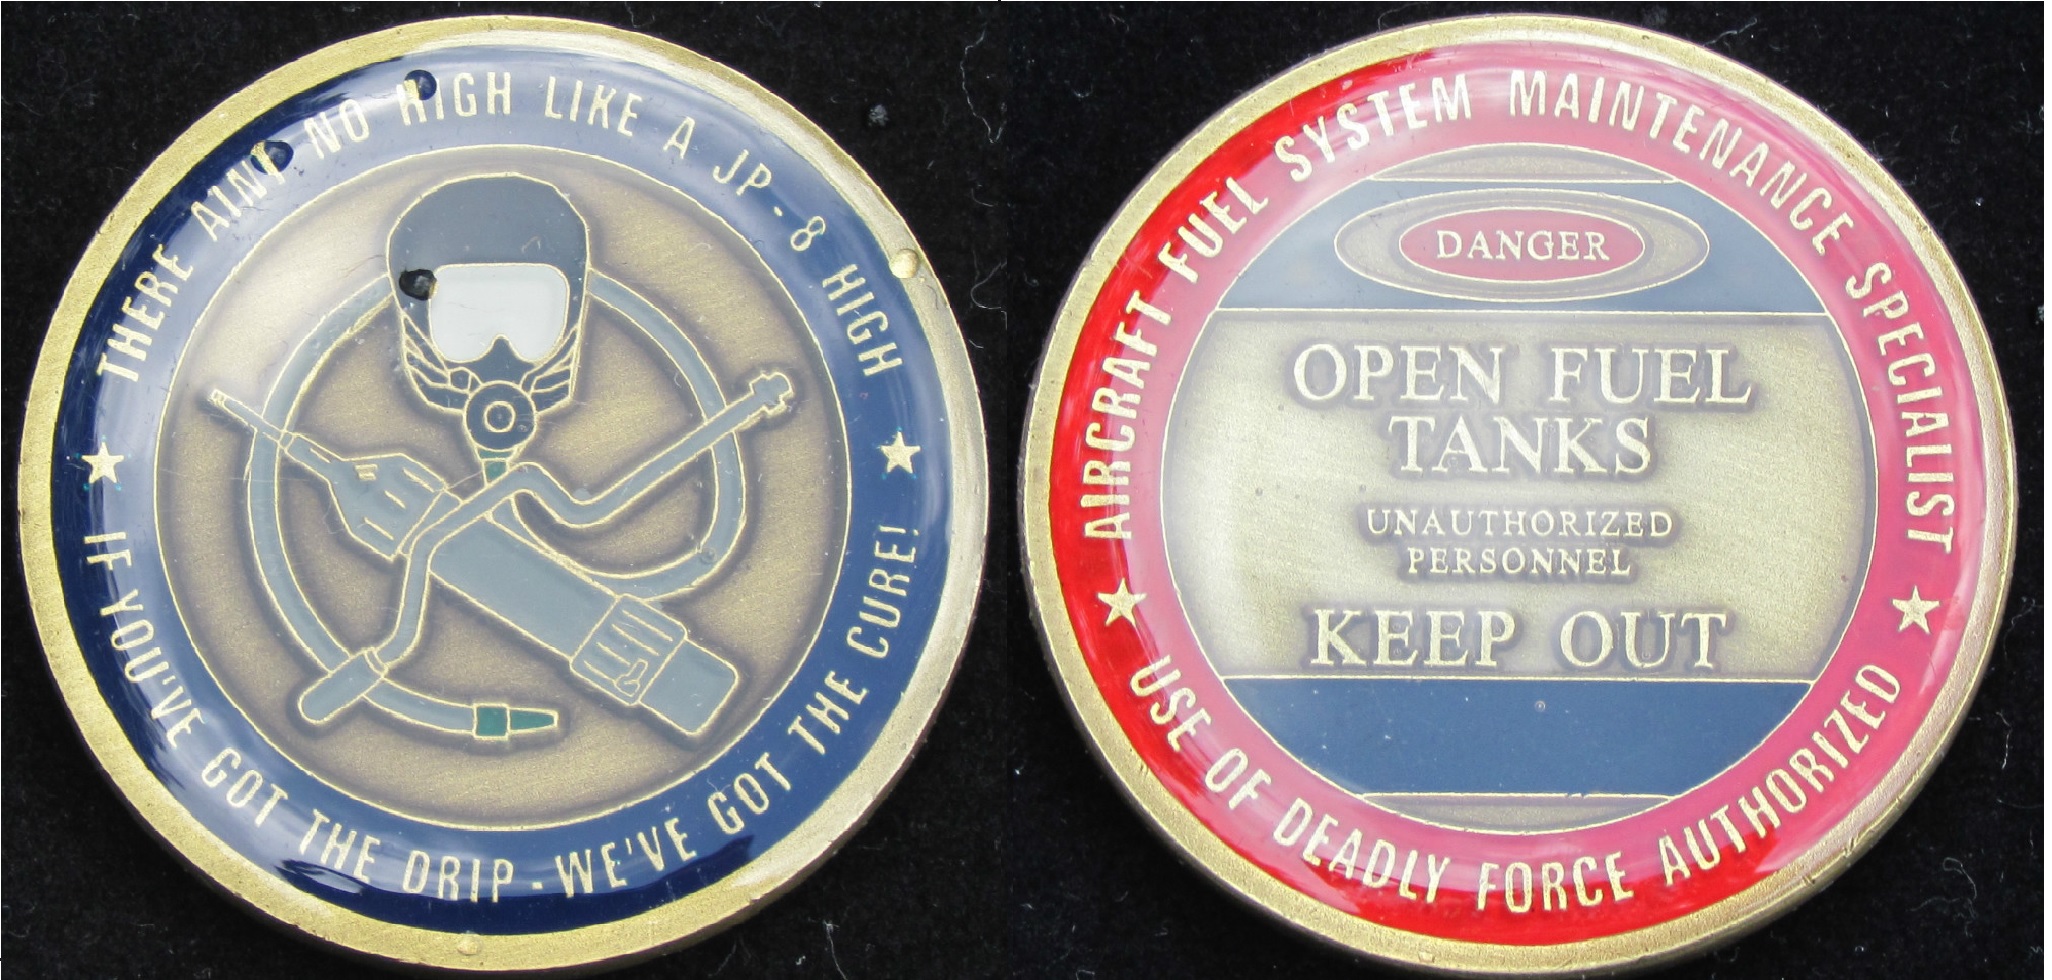 THERE AINT NO HIGH LIKE A JP-8 HIGH
IF YOU'VE GOT THE DRIP - WE'VE GOT THE CURE!
AIRCRAFT FUEL SYSTEM MAINTENANCE SPECIALIST
DANGER
OPEN FUEL
TANKS
UNAUTHORIZED
PERSONNEL
KEEP OUT
USE OF DEADLY FORCE AUTHORIZED